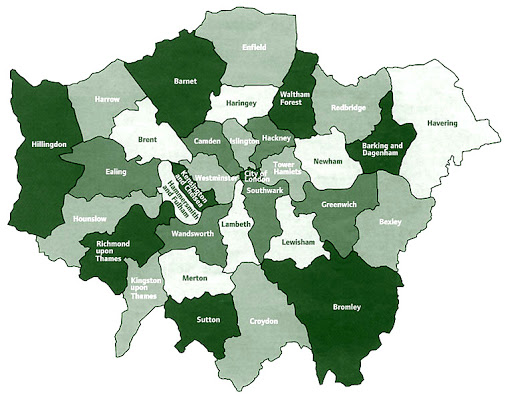 Enfield
Barnet
Harrow
Haringey
Waltham
Forest
Redbridge
Havering
Hillingdon
Brent
Camden
Islington
Hackney
Barking and
Dagenham
Ealing
Westminster
Kensington
and Chelsea
Hammersmith
and Fulham
City of
London
Tower
Hamlets
Newham
Southwark
Greenwich
Hounslow
Bexley
Richmond
upon
Thames
Wandsworth
Lambeth
Lewisham
Kingston
upon
Thames
Merton
Sutton
Croydon
Bromley